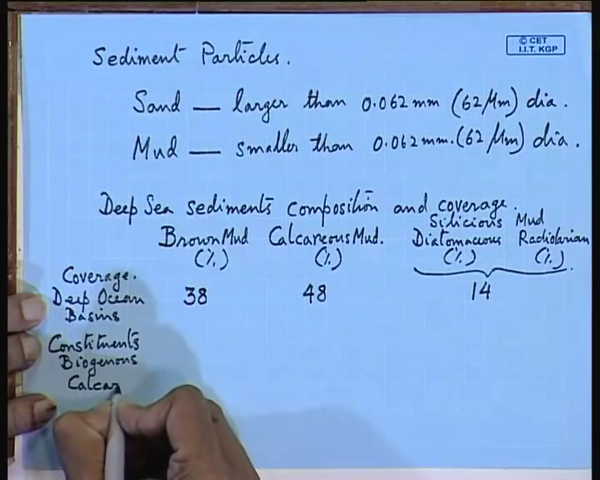 © CET
I.I.T. KGP
Sediment Particles.
Sand — larger than 0.062 mm (62 µm) dia.
Mud — smaller than 0.062 mm. (62 µm) dia.
Deep Sea sediments composition and coverage.
Silicious Mud
Brown Mud Calcareous Mud. Diatomaceous Radiolarian
(%) (%) (%) (%)
Coverage.
Deep Ocean 38 48 14
Basins
Constituents
Biogenous
Calcar